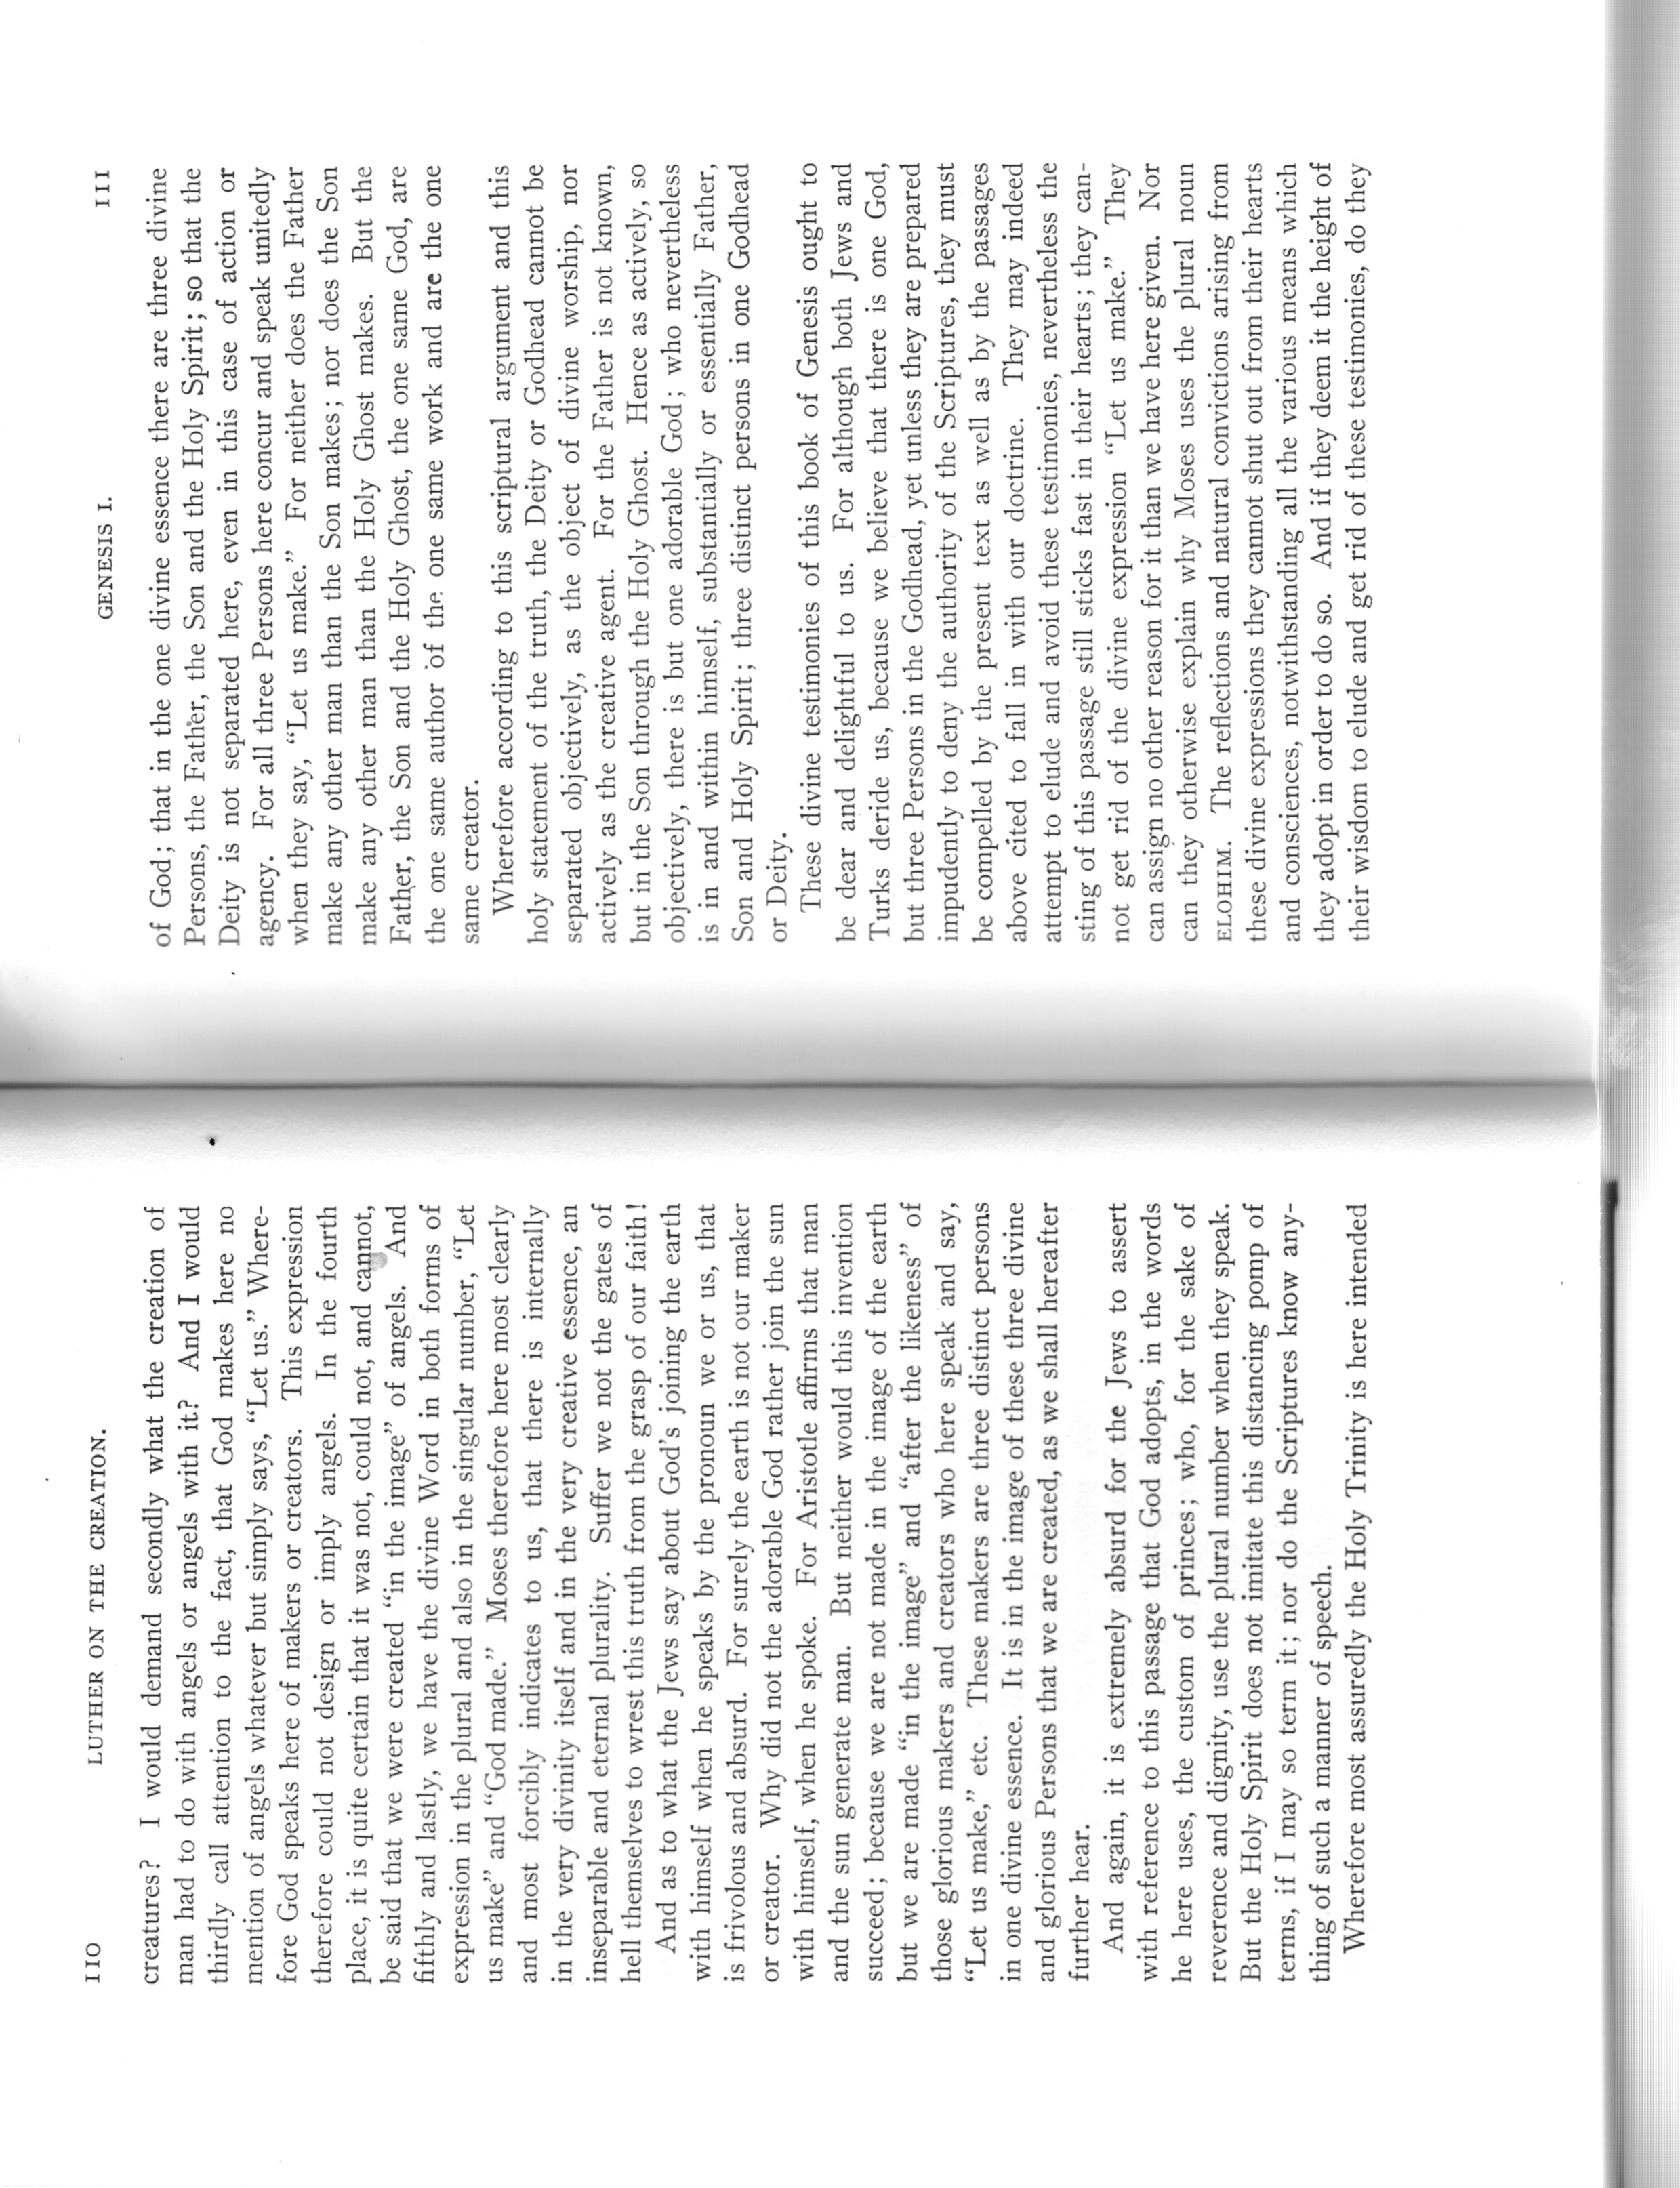 110 LUTHER ON THE CREATION.
creatures? I would demand secondly what the creation of
man had to do with angels or angels with it? And I would
thirdly call attention to the fact, that God makes here no
mention of angels whatever but simply says, “Let us.” Where-
fore God speaks here of makers or creators. This expression
therefore could not design or imply angels. In the fourth
place, it is quite certain that it was not, could not, and cannot,
be said that we were created “in the image” of angels. And
fifthly and lastly, we have the divine Word in both forms of
expression in the plural and also in the singular number, “Let
us make” and “God made.” Moses therefore here most clearly
and most forcibly indicates to us, that there is internally
in the very divinity itself and in the very creative essence, an
inseparable and eternal plurality. Suffer we not the gates of
hell themselves to wrest this truth from the grasp of our faith!
And as to what the Jews say about God's joining the earth
with himself when he speaks by the pronoun we or us, that
is frivolous and absurd. For surely the earth is not our maker
or creator. Why did not the adorable God rather join the sun
with himself, when he spoke. For Aristotle affirms that man
and the sun generate man. But neither would this invention
succeed; because we are not made in the image of the earth
but we are made “in the image” and “after the likeness” of
those glorious makers and creators who here speak and say,
“Let us make,” etc. These makers are three distinct persons
in one divine essence. It is in the image of these three divine
and glorious Persons that we are created, as we shall hereafter
further hear.
And again, it is extremely absurd for the Jews to assert
with reference to this passage that God adopts, in the words
he here uses, the custom of princes; who, for the sake of
reverence and dignity, use the plural number when they speak.
But the Holy Spirit does not imitate this distancing pomp of
terms, if I may so term it; nor do the Scriptures know any-
thing of such a manner of speech.
Wherefore most assuredly the Holy Trinity is here intended
GENESIS I. 111
of God; that in the one divine essence there are three divine
Persons, the Father, the Son and the Holy Spirit; so that the
Deity is not separated here, even in this case of action or
agency. For all three Persons here concur and speak unitedly
when they say, “Let us make.” For neither does the Father
make any other man than the Son makes; nor does the Son
make any other man than the Holy Ghost makes. But the
Father, the Son and the Holy Ghost, the one same God, are
the one same author of the one same work and are the one
same creator.
Wherefore according to this scriptural argument and this
holy statement of the truth, the Deity or Godhead cannot be
separated objectively, as the object of divine worship, nor
actively as the creative agent. For the Father is not known,
but in the Son through the Holy Ghost. Hence as actively, so
objectively, there is but one adorable God; who nevertheless
is in and within himself, substantially or essentially Father,
Son and Holy Spirit; three distinct persons in one Godhead
or Deity.
These divine testimonies of this book of Genesis ought to
be dear and delightful to us. For although both Jews and
Turks deride us, because we believe that there is one God,
but three Persons in the Godhead, yet unless they are prepared
impudently to deny the authority of the Scriptures, they must
be compelled by the present text as well as by the passages
above cited to fall in with our doctrine. They may indeed
attempt to elude and avoid these testimonies, nevertheless the
sting of this passage still sticks fast in their hearts; they can-
not get rid of the divine expression “Let us make.” They
can assign no other reason for it than we have here given. Nor
can they otherwise explain why Moses uses the plural noun
ELOHIM. The reflections and natural convictions arising from
these divine expressions they cannot shut out from their hearts
and consciences, notwithstanding all the various means which
they adopt in order to do so. And if they deem it the height of
their wisdom to elude and get rid of these testimonies, do they